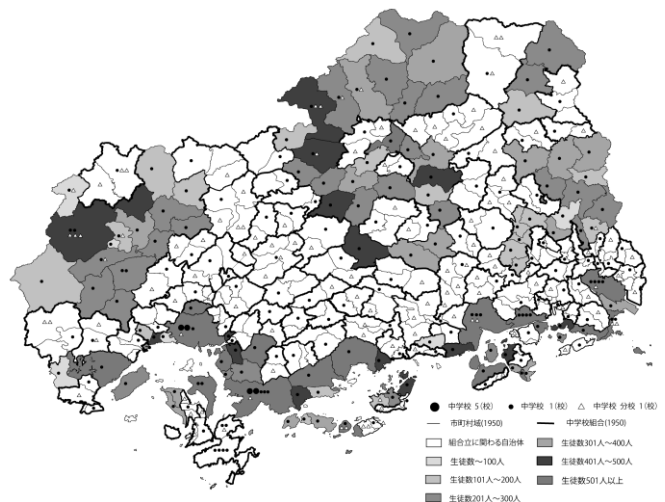 ● 中学校 5(校) • 中学校 1(校) △ 中学校 分校 1(校)
市町村域(1950) 中学校組合(1950)
組合立に関わる自治体 生徒数301人～400人
生徒数～100人 生徒数401人～500人
生徒数101人～200人 生徒数501人以上
生徒数201人～300人